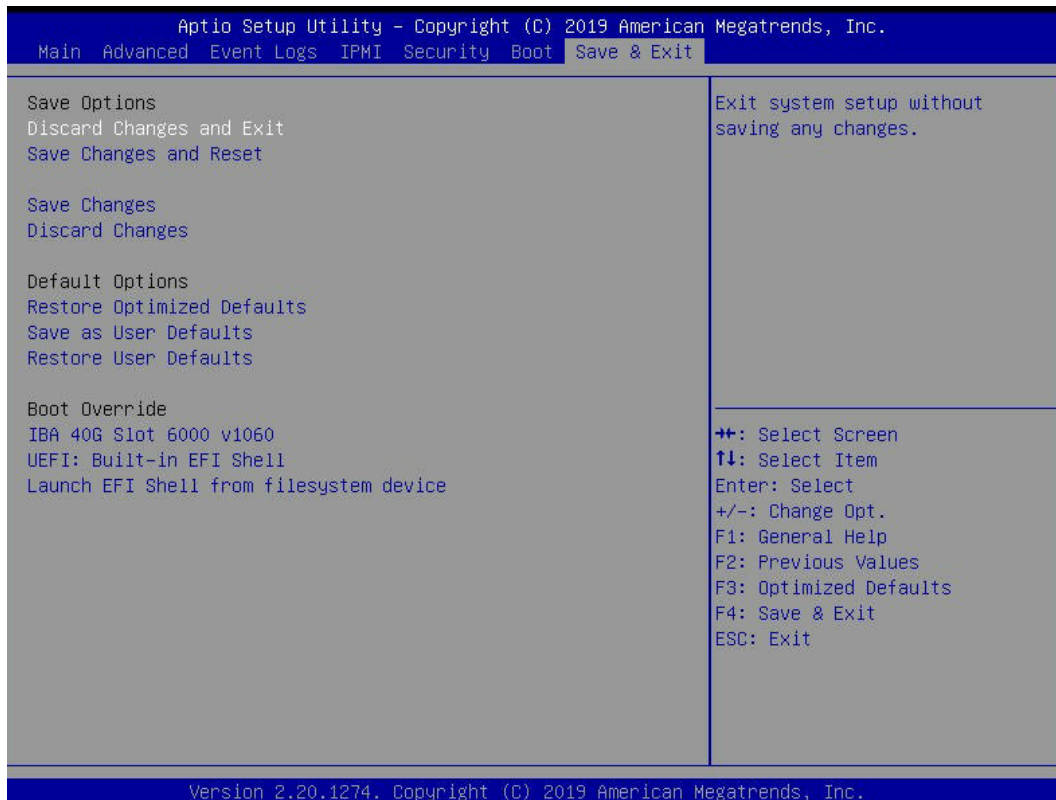 Aptio Setup Utility – Copyright (C) 2019 American Megatrends, Inc.
Main Advanced Event Logs IPMI Security Boot Save & Exit
Save Options
Discard Changes and Exit
Save Changes and Reset
Save Changes
Discard Changes
Default Options
Restore Optimized Defaults
Save as User Defaults
Restore User Defaults
Boot Override
IBA 40G Slot 6000 v1060
UEFI: Built-in EFI Shell
Launch EFI Shell from filesystem device
Exit system setup without
saving any changes.
→←: Select Screen
↑↓: Select Item
Enter: Select
+/-: Change Opt.
F1: General Help
F2: Previous Values
F3: Optimized Defaults
F4: Save & Exit
ESC: Exit
Version 2.20.1274. Copyright (C) 2019 American Megatrends, Inc.